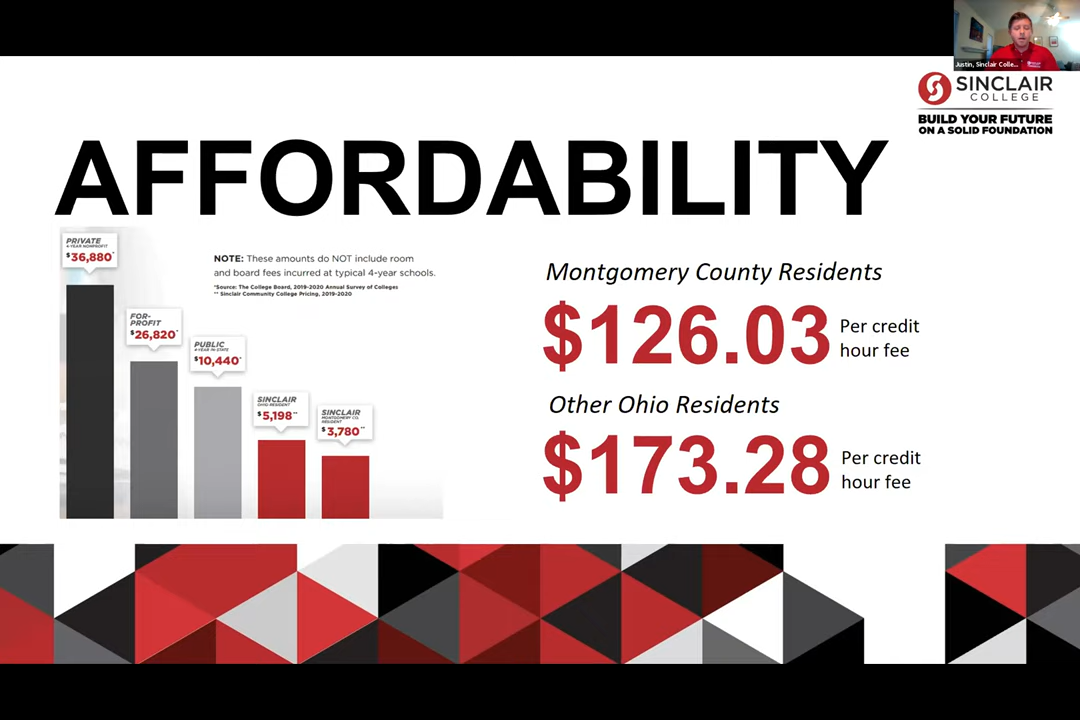 Justin, Sinclair Colle...
SINCLAIR
COLLEGE
BUILD YOUR FUTURE
ON A SOLID FOUNDATION
AFFORDABILITY
PRIVATE
4-YEAR NONPROFIT
$36,880*
FOR-
PROFIT
$26,820*
PUBLIC
4-YEAR IN-STATE
$10,440*
SINCLAIR
OHIO RESIDENT
$5,198**
SINCLAIR
MONTGOMERY CO.
RESIDENT
$3,780**
NOTE: These amounts do NOT include room
and board fees incurred at typical 4-year schools.
*Source: The College Board, 2019-2020 Annual Survey of Colleges
** Sinclair Community College Pricing, 2019-2020
Montgomery County Residents
$126.03
Per credit
hour fee
Other Ohio Residents
$173.28
Per credit
hour fee